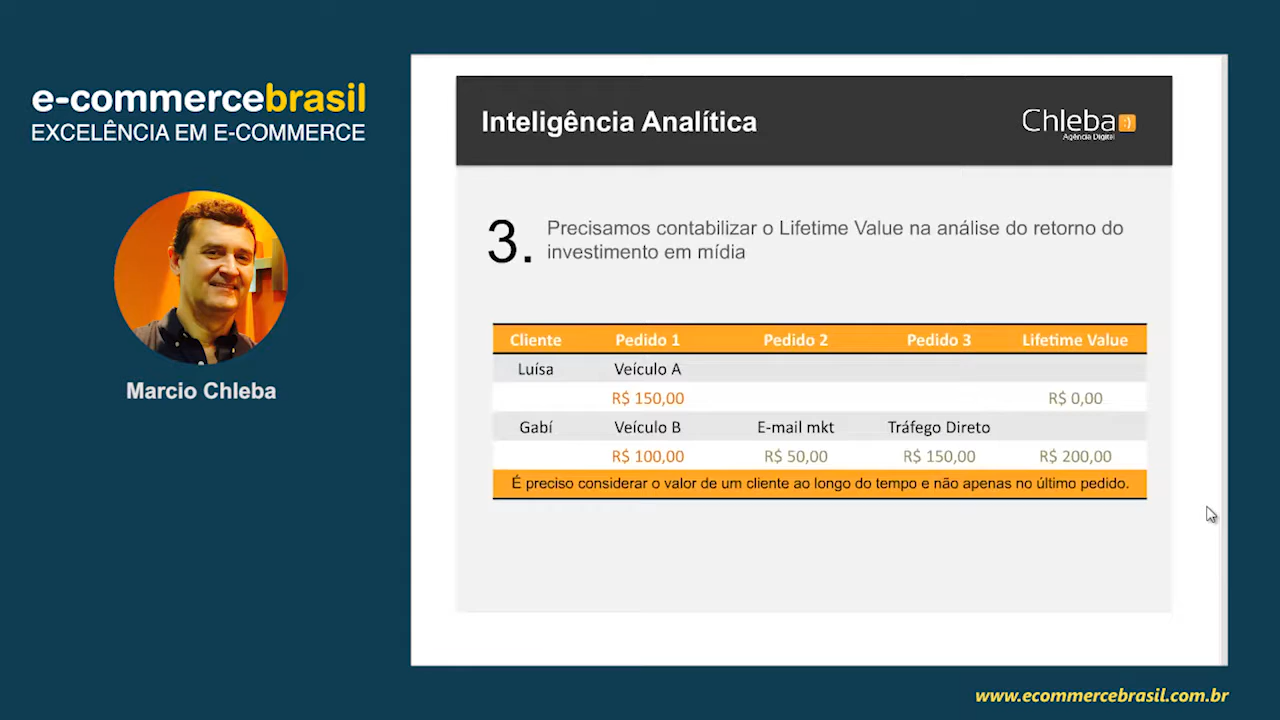 e-commercebrasil
EXCELÊNCIA EM E-COMMERCE
Marcio Chleba
Inteligência Analítica
Chleba :)
Agência Digital
3. Precisamos contabilizar o Lifetime Value na análise do retorno do
investimento em mídia
Cliente Pedido 1 Pedido 2 Pedido 3 Lifetime Value
Luísa Veículo A
R$ 150,00 R$ 0,00
Gabí Veículo B E-mail mkt Tráfego Direto
R$ 100,00 R$ 50,00 R$ 150,00 R$ 200,00
É preciso considerar o valor de um cliente ao longo do tempo e não apenas no último pedido.
www.ecommercebrasil.com.br